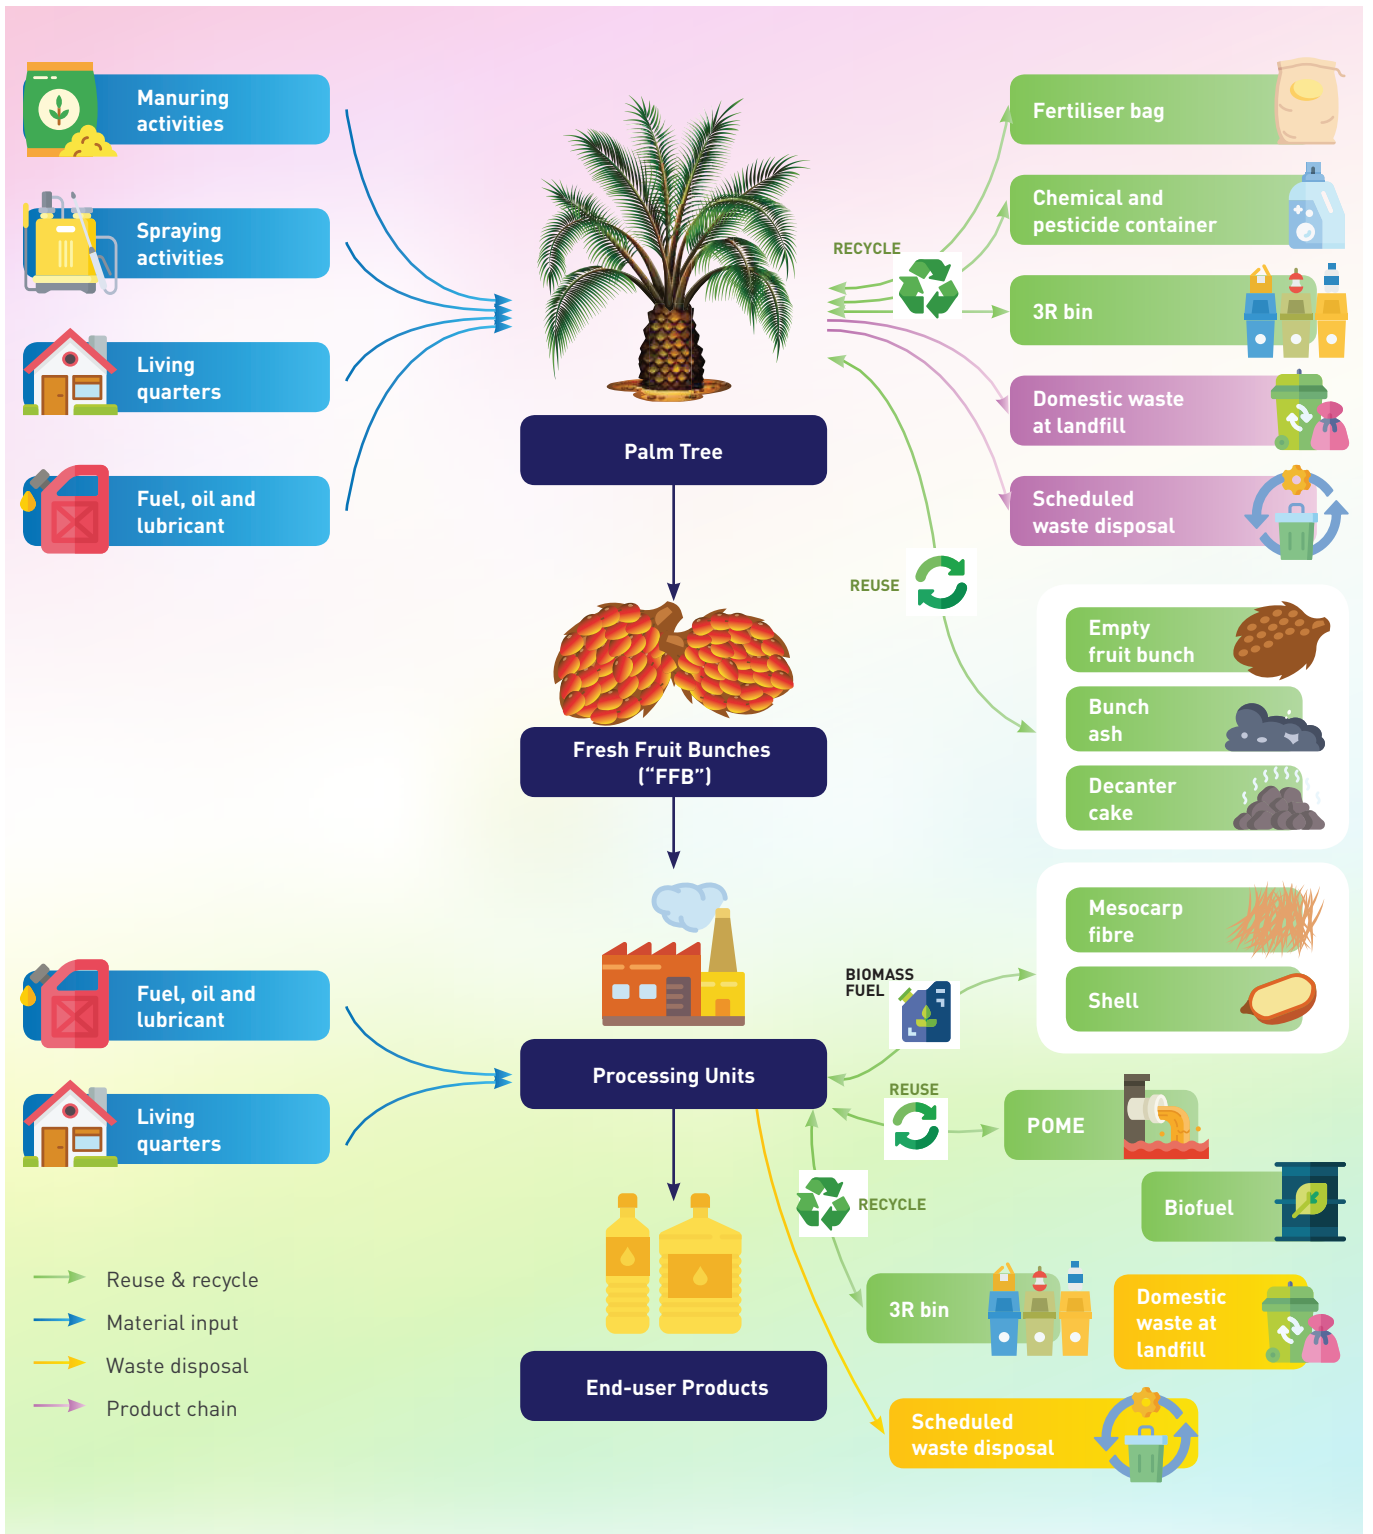 Manuring
activities
Spraying
activities
Living
quarters
Fuel, oil and
lubricant
RECYCLE
Fertiliser bag
Chemical and
pesticide container
3R bin
Domestic waste
at landfill
Scheduled
waste disposal
Palm Tree
REUSE
Empty
fruit bunch
Bunch
ash
Decanter
cake
Fresh Fruit Bunches
(“FFB”)
Mesocarp
fibre
Shell
BIOMASS
FUEL
Fuel, oil and
lubricant
Living
quarters
Processing Units
REUSE
POME
Biofuel
RECYCLE
3R bin
Domestic
waste at
landfill
Scheduled
waste disposal
End-user Products
Reuse & recycle
Material input
Waste disposal
Product chain